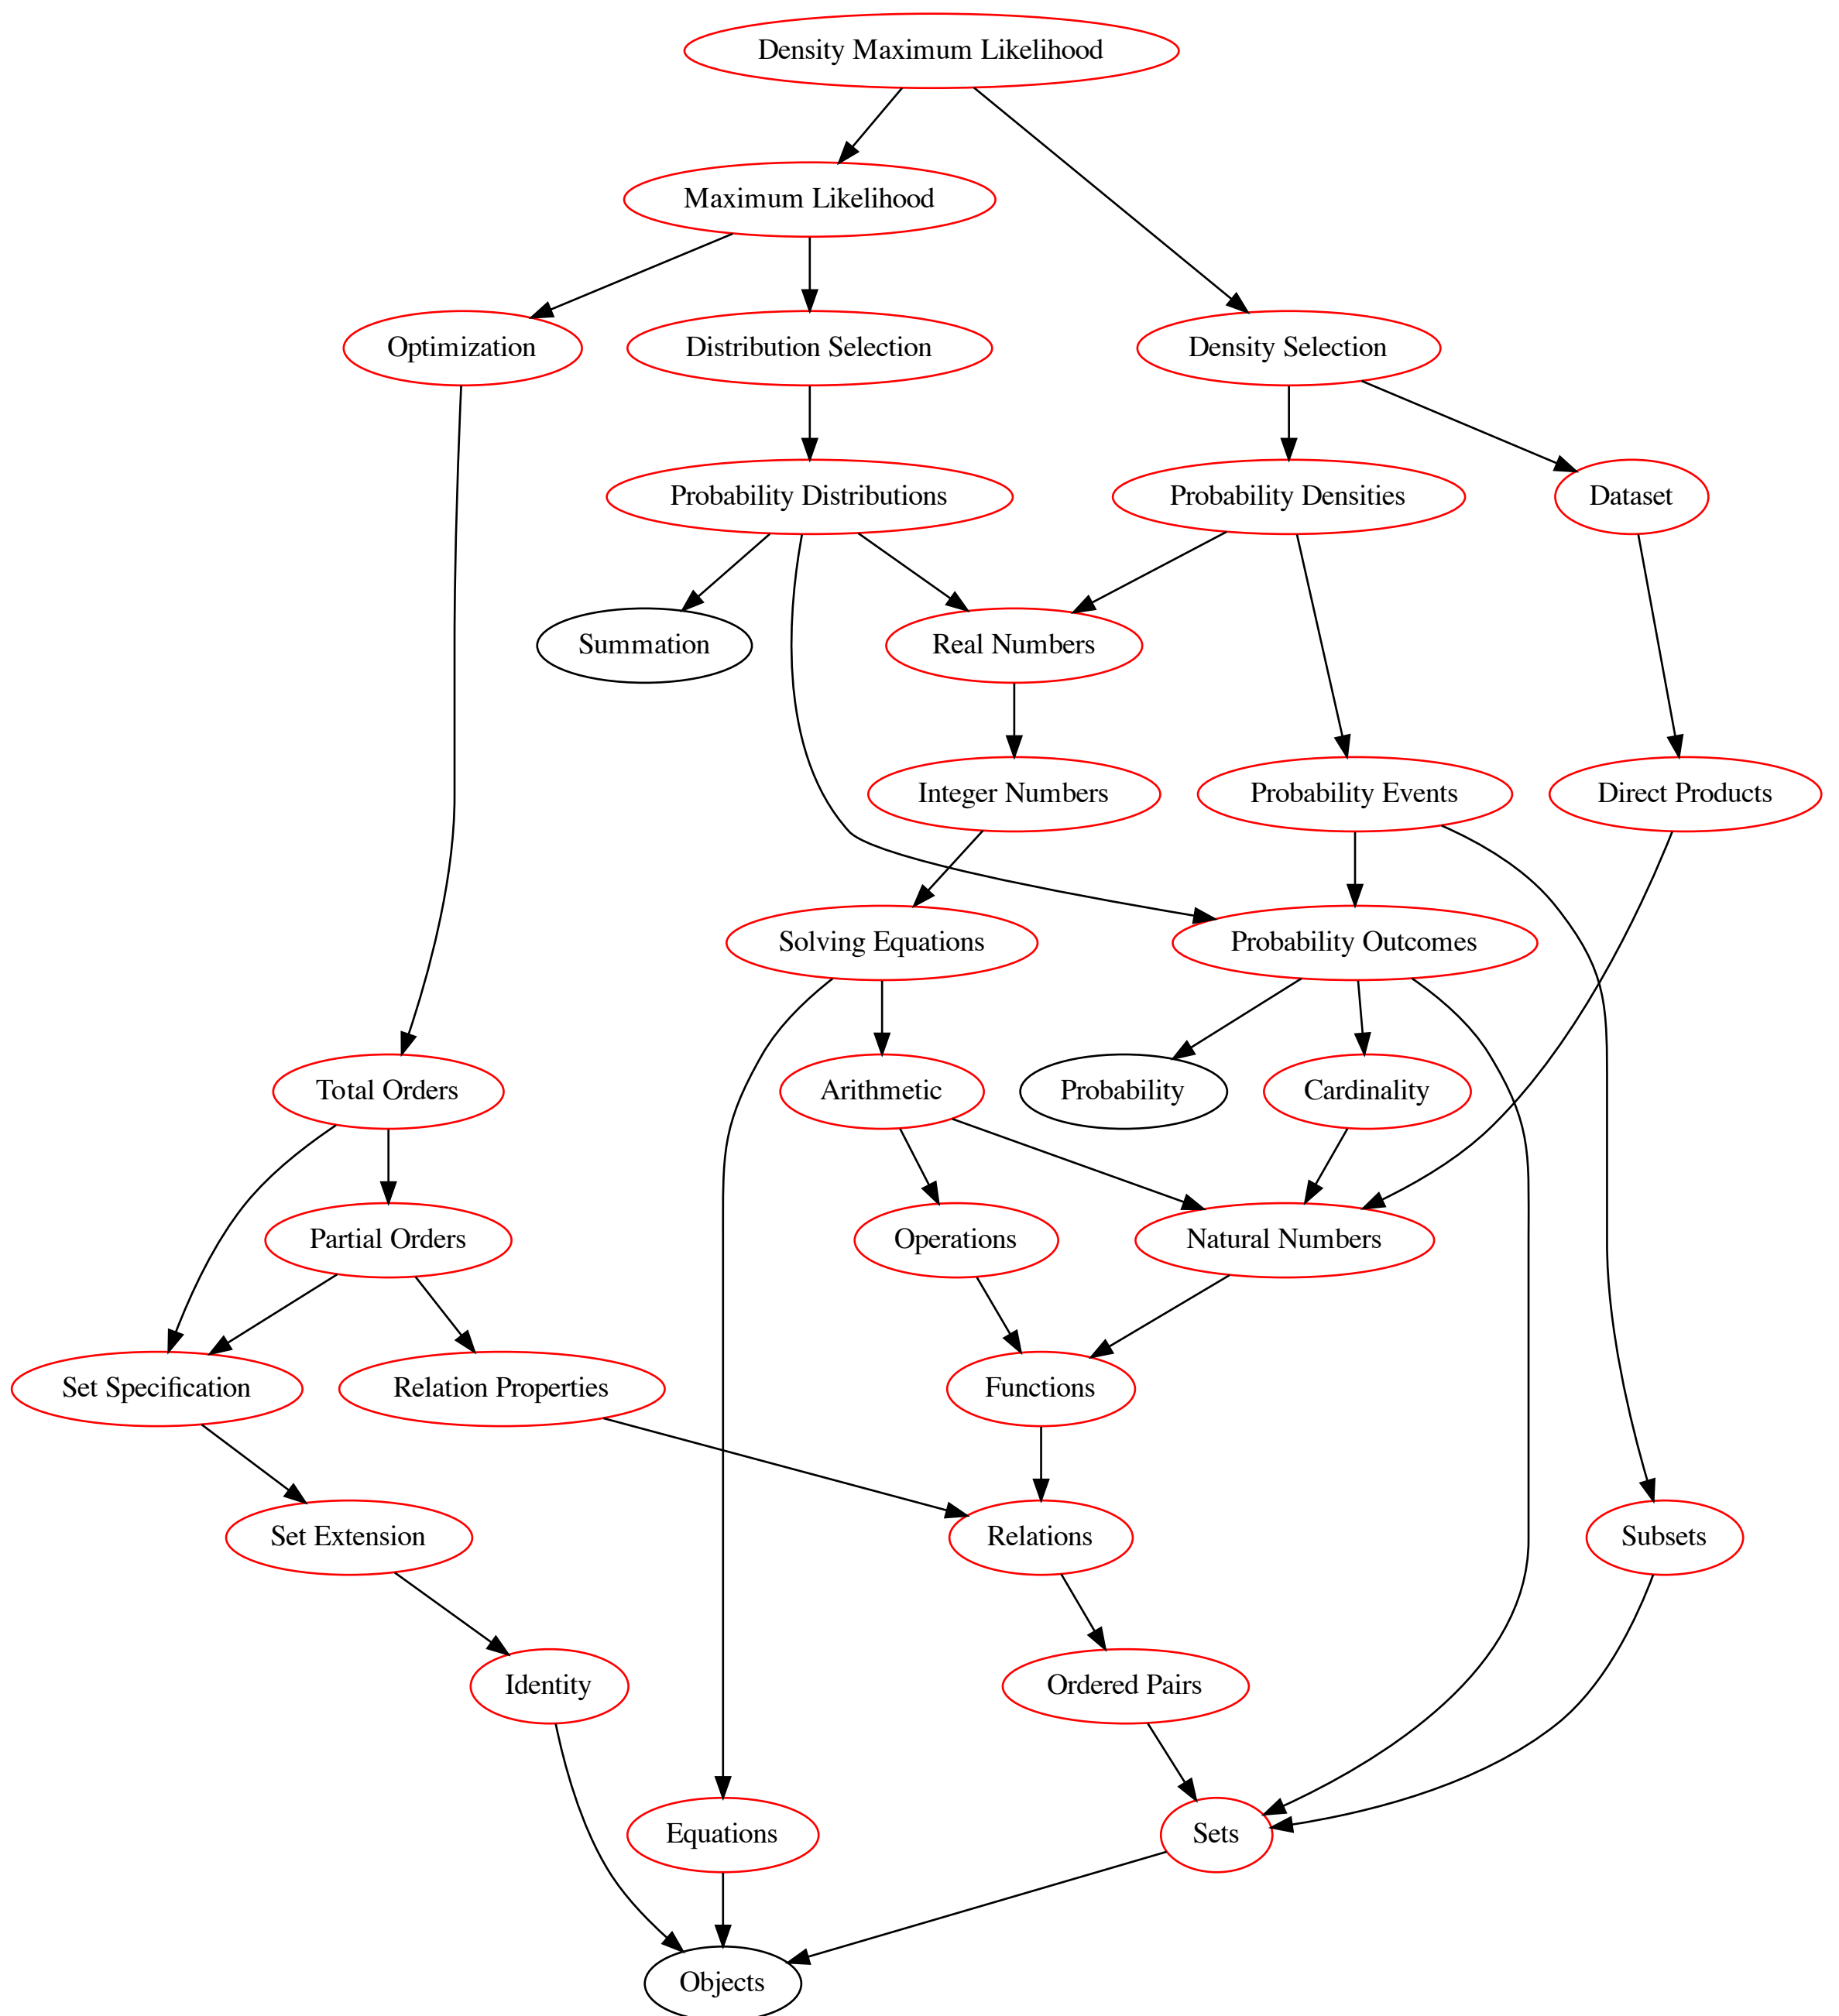 Density Maximum Likelihood
Maximum Likelihood
Optimization
Distribution Selection
Density Selection
Probability Distributions
Probability Densities
Dataset
Summation
Real Numbers
Integer Numbers
Probability Events
Direct Products
Solving Equations
Probability Outcomes
Total Orders
Arithmetic
Probability
Cardinality
Partial Orders
Operations
Natural Numbers
Set Specification
Relation Properties
Functions
Set Extension
Relations
Subsets
Identity
Ordered Pairs
Equations
Sets
Objects